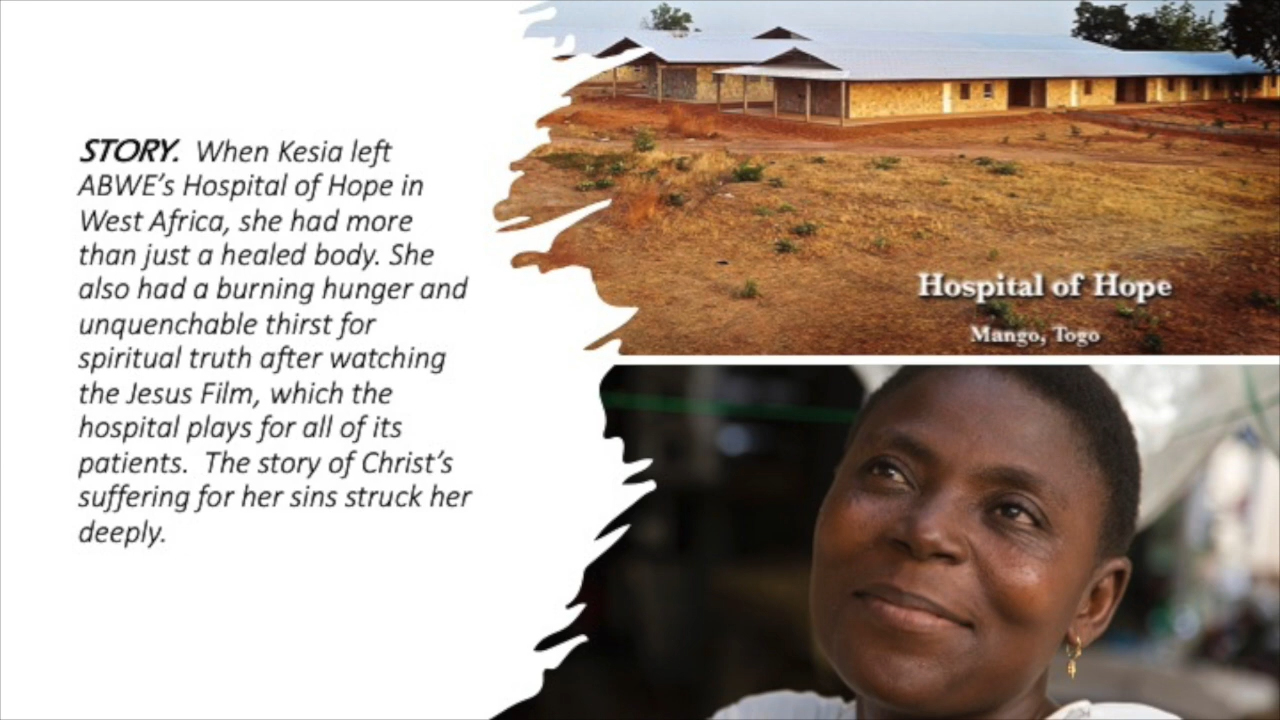 STORY. When Kesia left
ABWE’s Hospital of Hope in
West Africa, she had more
than just a healed body. She
also had a burning hunger and
unquenchable thirst for
spiritual truth after watching
the Jesus Film, which the
hospital plays for all of its
patients. The story of Christ’s
suffering for her sins struck her
deeply.
Hospital of Hope
Mango, Togo